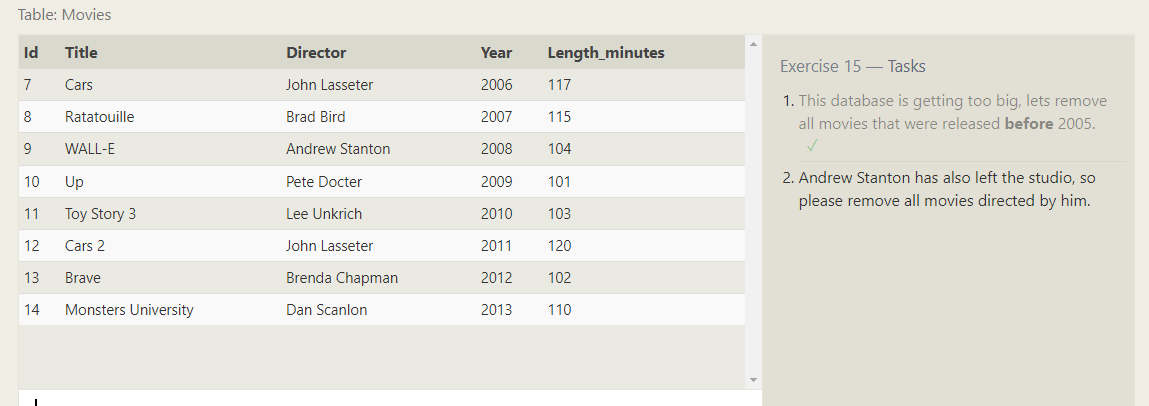 Table: Movies
Id Title Director Year Length_minutes
7 Cars John Lasseter 2006 117
8 Ratatouille Brad Bird 2007 115
9 WALL-E Andrew Stanton 2008 104
10 Up Pete Docter 2009 101
11 Toy Story 3 Lee Unkrich 2010 103
12 Cars 2 John Lasseter 2011 120
13 Brave Brenda Chapman 2012 102
14 Monsters University Dan Scanlon 2013 110
Exercise 15 — Tasks
1. This database is getting too big, lets remove
all movies that were released before 2005.
✓
2. Andrew Stanton has also left the studio, so
please remove all movies directed by him.